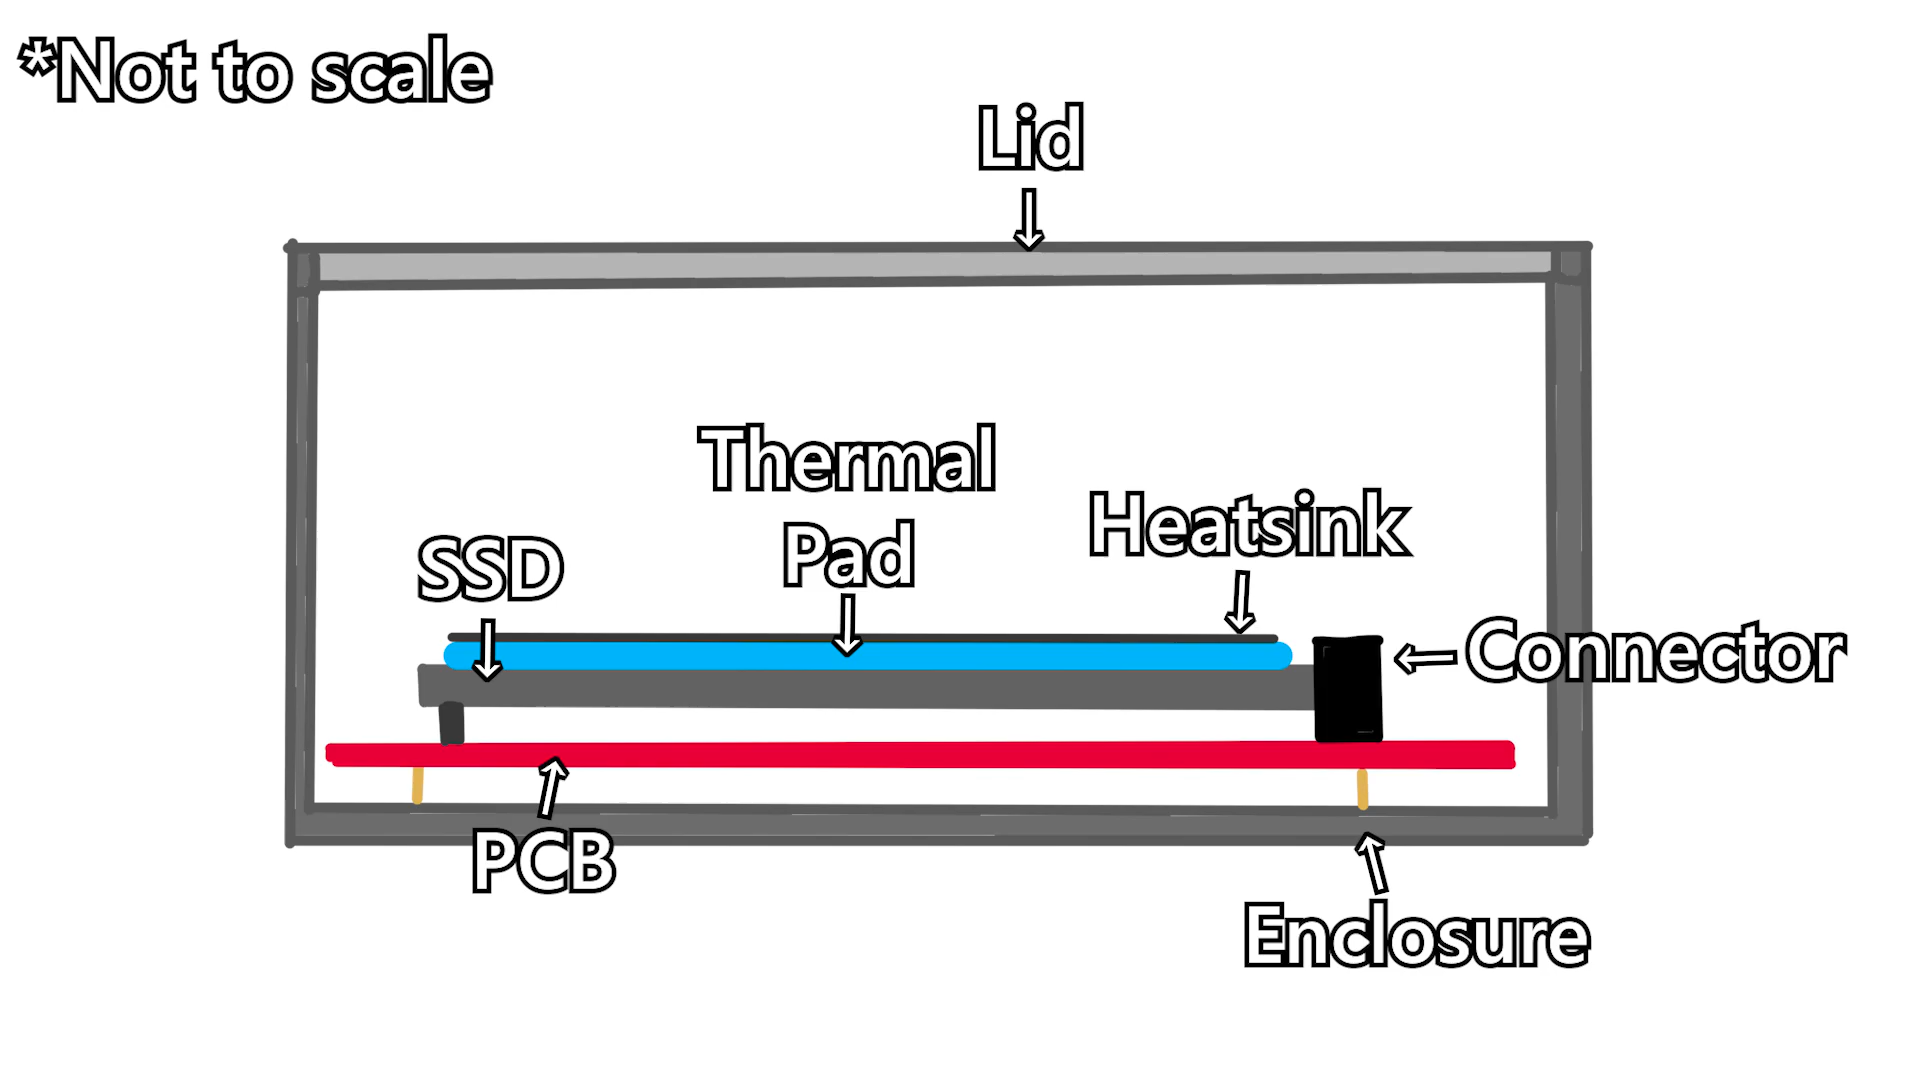 *Not to scale
Lid
Thermal
Pad
Heatsink
SSD
Connector
PCB
Enclosure